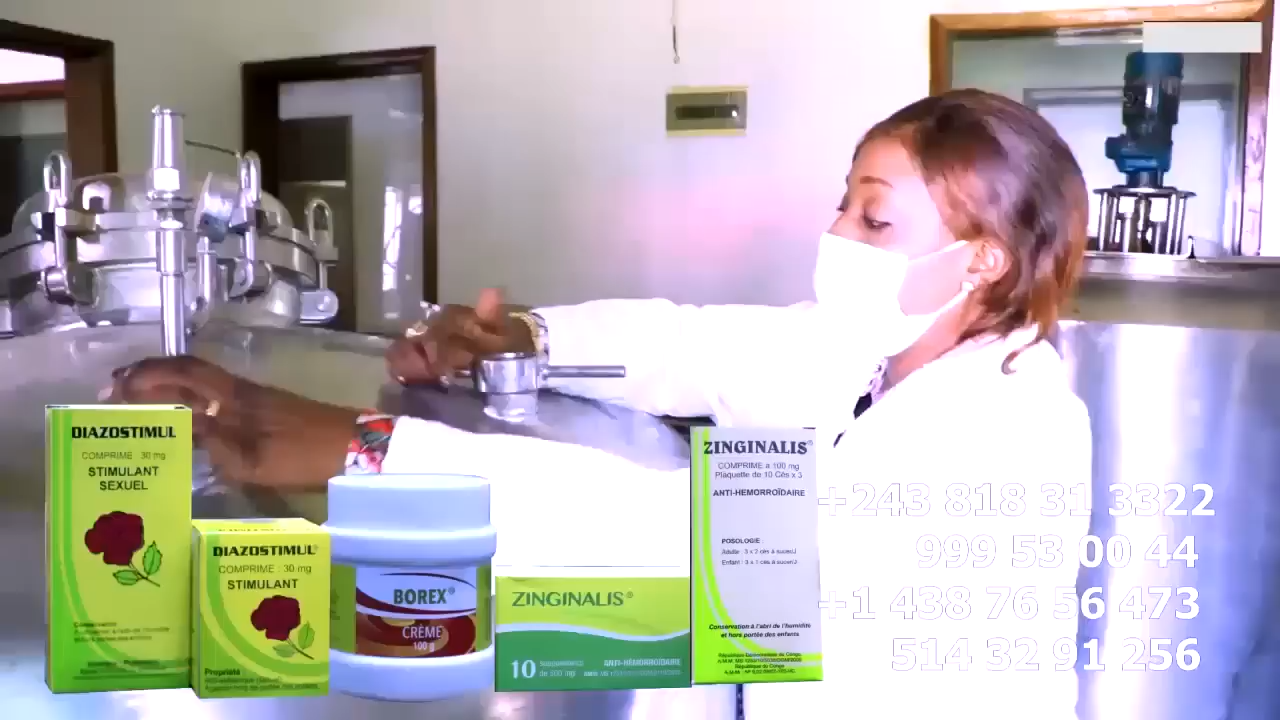 DIAZOSTIMUL
COMPRIME : 30 mg
STIMULANT
SEXUEL
DIAZOSTIMUL®
COMPRIME : 30 mg
STIMULANT
Propriété
BOREX®
CRÈME
100 g
ZINGINALIS®
10
ANTI-HÉMORROÏDAIRE
ZINGINALIS®
COMPRIME a 100 mg
Plaquette de 10 Cés x 3
ANTI-HEMORROÏDAIRE
POSOLOGIE :
Conservation à l'abri de l'humidité
et hors portée des enfants
+243 818 31 3322
999 53 00 44
+1 438 76 56 473
514 32 91 256